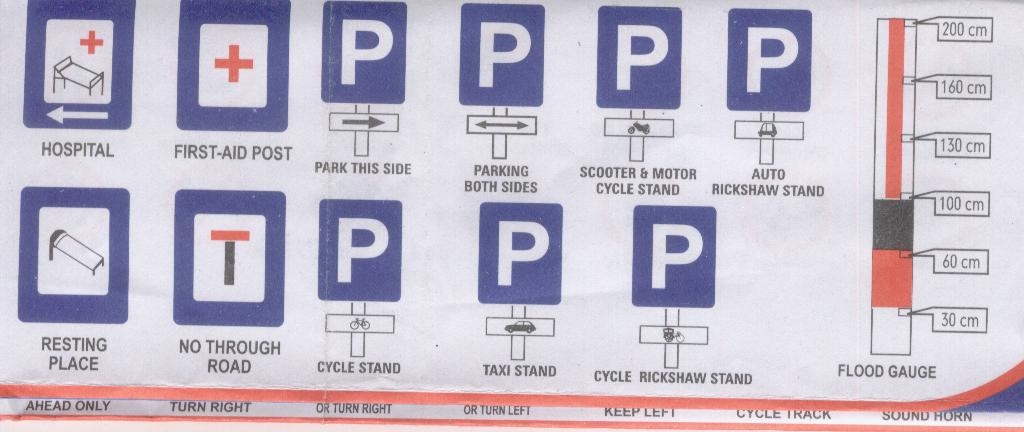 P P P P
200 cm
160 cm
130 cm
100 cm
60 cm
30 cm
HOSPITAL
FIRST-AID POST
PARK THIS SIDE
PARKING
BOTH SIDES
SCOOTER & MOTOR
CYCLE STAND
AUTO
RICKSHAW STAND
P P P
RESTING
PLACE
NO THROUGH
ROAD
CYCLE STAND
TAXI STAND
CYCLE RICKSHAW STAND
FLOOD GAUGE
AHEAD ONLY
TURN RIGHT
OR TURN RIGHT
OR TURN LEFT
KEEP LEFT
CYCLE TRACK
SOUND HORN